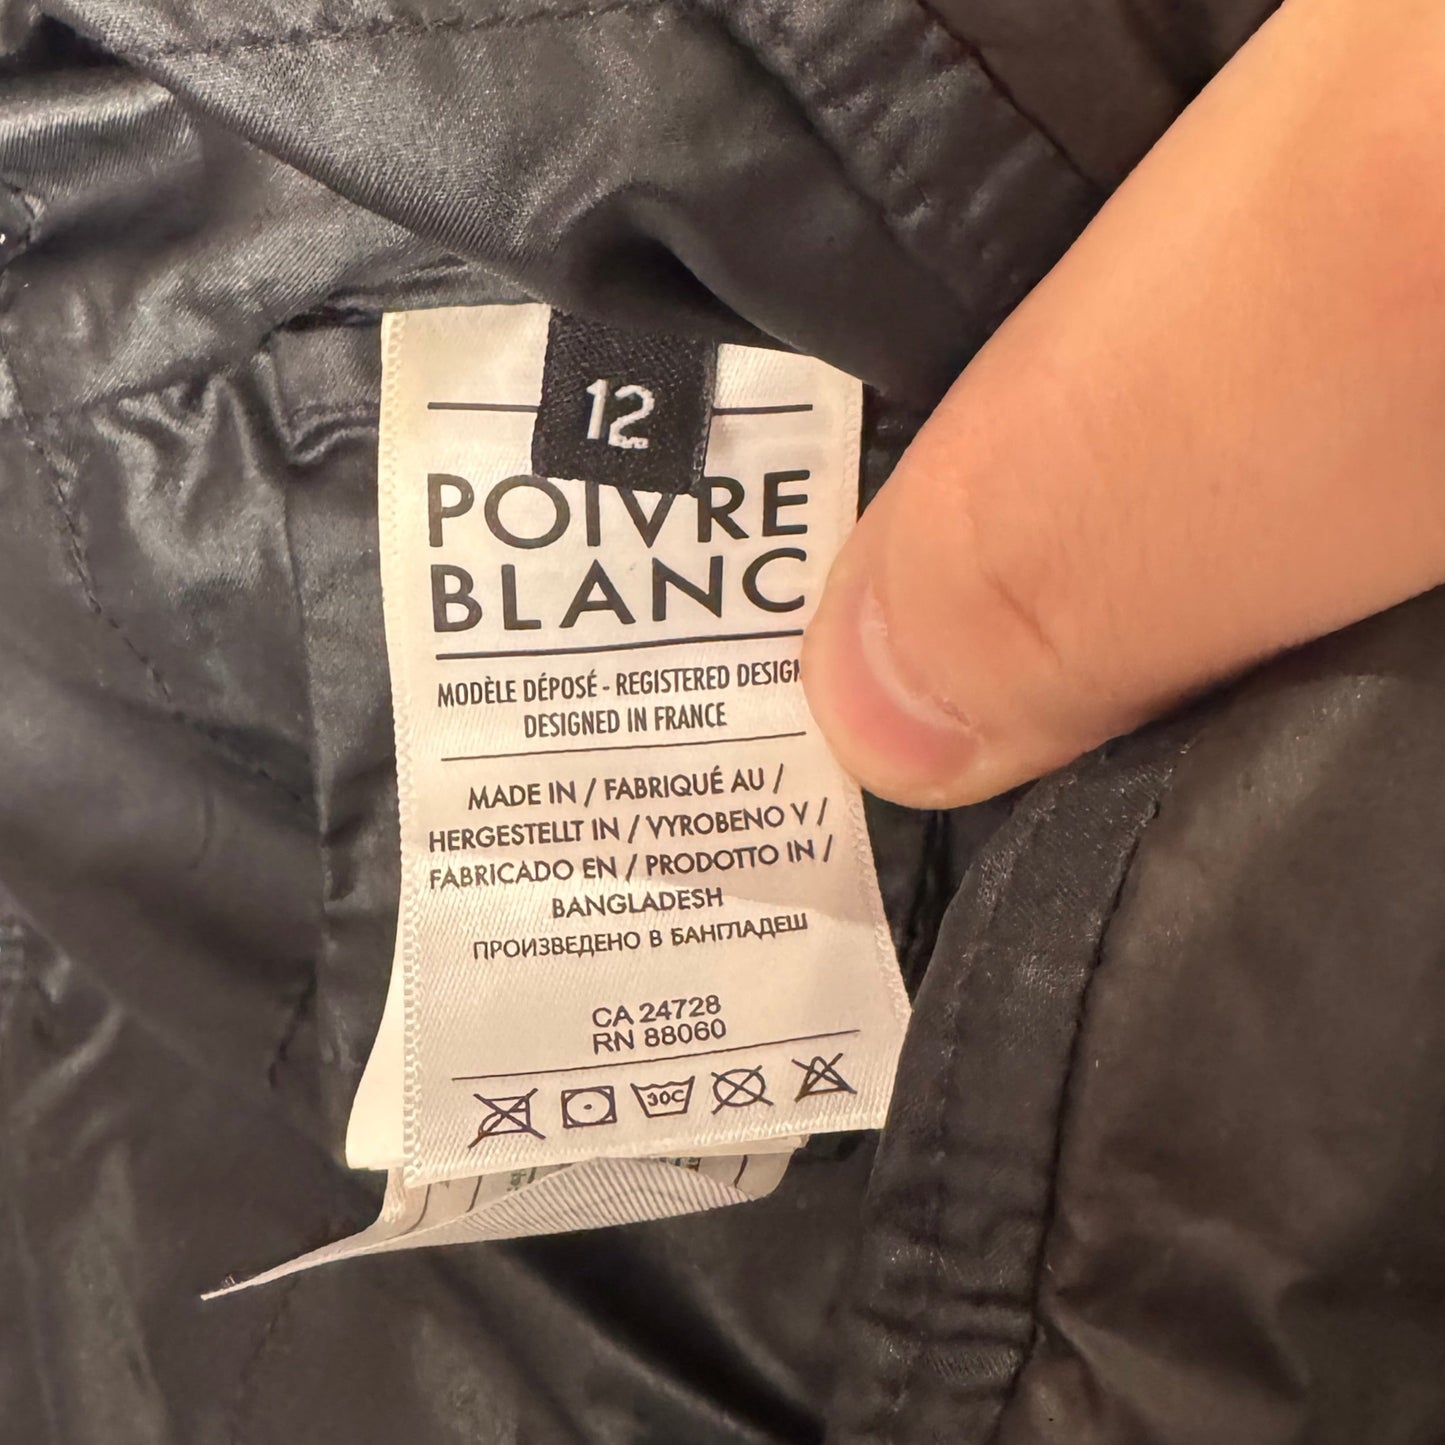 12
POIVRE
BLANC
MODÈLE DÉPOSÉ - REGISTERED DESIGN
DESIGNED IN FRANCE
MADE IN / FABRIQUÉ AU /
HERGESTELLT IN / VYROBENO V /
FABRICADO EN / PRODOTTO IN /
BANGLADESH
ПРОИЗВЕДЕНО В БАНГЛАДЕШ
CA 24728
RN 88060
30C